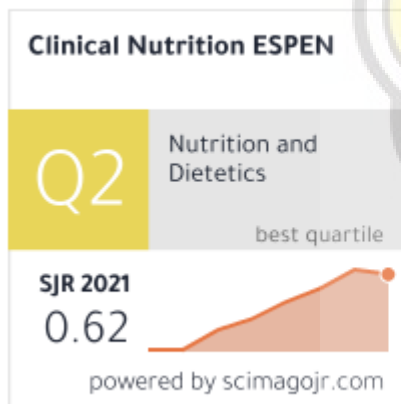 Clinical Nutrition ESPEN
Q2
Nutrition and
Dietetics
best quartile
SJR 2021
0.62
powered by scimagojr.com